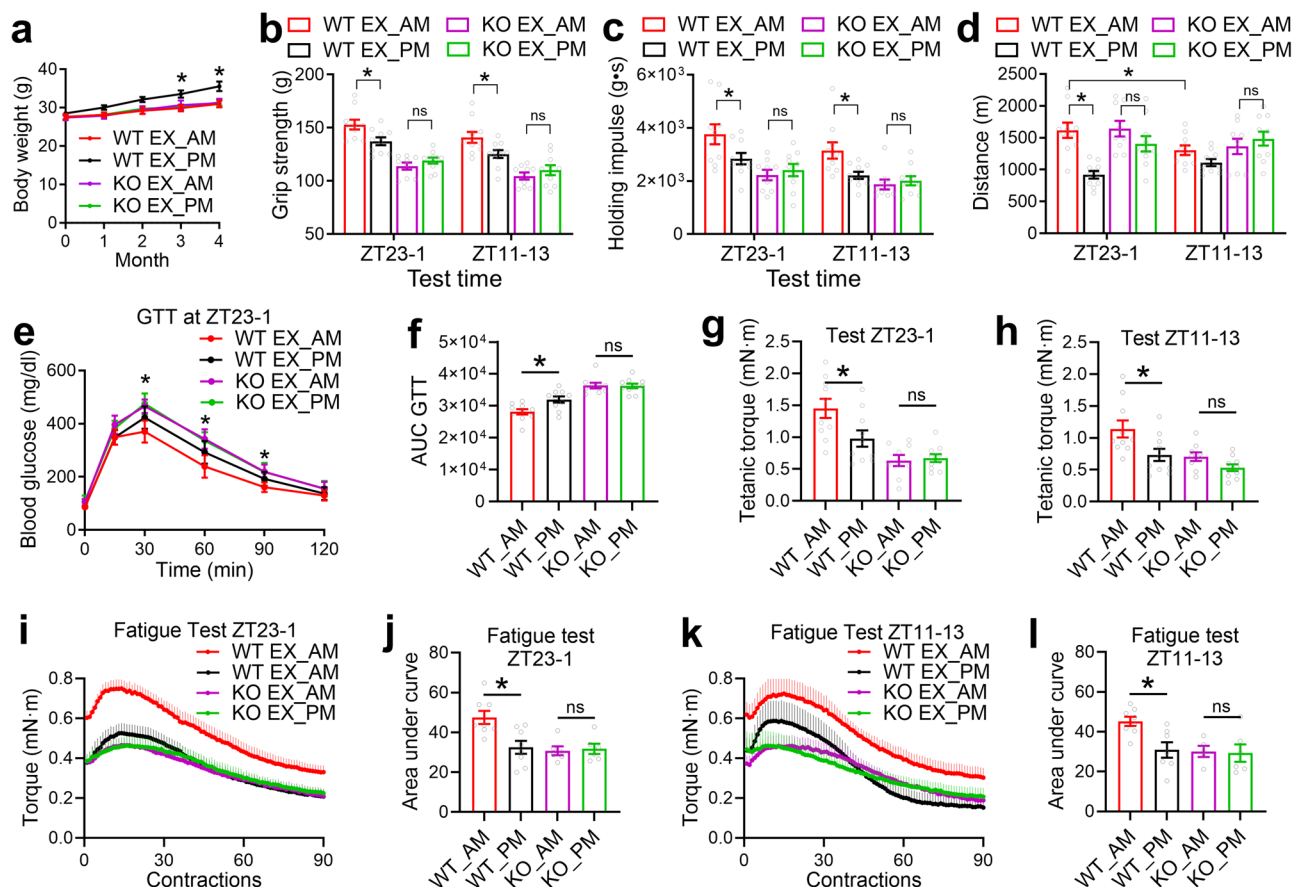 a
Body weight (g)
40
30
20
10
0
*
*
WT EX_AM
WT EX_PM
KO EX_AM
KO EX_PM
0 1 2 3 4
Month
b
WT EX_AM
WT EX_PM
KO EX_AM
KO EX_PM
Grip strength (g)
200
150
100
50
*
ns
*
ns
ZT23-1
ZT11-13
Test time
c
WT EX_AM
WT EX_PM
KO EX_AM
KO EX_PM
Holding impulse (g•s)
6×10³
4×10³
2×10³
0
*
ns
*
ns
ZT23-1
ZT11-13
Test time
d
WT EX_AM
WT EX_PM
KO EX_AM
KO EX_PM
Distance (m)
2500
2000
1500
1000
500
0
*
*
ns
ns
ZT23-1
ZT11-13
e
GTT at ZT23-1
WT EX_AM
WT EX_PM
KO EX_AM
KO EX_PM
Blood glucose (mg/dl)
600
400
200
0
*
*
*
0 30 60 90 120
Time (min)
f
AUC GTT
5×10⁴
4×10⁴
3×10⁴
2×10⁴
1×10⁴
0
*
ns
WT_AM
WT_PM
KO_AM
KO_PM
g
Test ZT23-1
Tetanic torque (mN·m)
2.5
2.0
1.5
1.0
0.5
0.0
*
ns
WT_AM
WT_PM
KO_AM
KO_PM
h
Test ZT11-13
Tetanic torque (mN·m)
2.5
2.0
1.5
1.0
0.5
0.0
*
ns
WT_AM
WT_PM
KO_AM
KO_PM
i
Fatigue Test ZT23-1
WT EX_AM
WT EX_AM
KO EX_AM
KO EX_PM
Torque (mN·m)
0.8
0.6
0.4
0.2
0.0
0 30 60 90
Contractions
j
Fatigue test
ZT23-1
Area under curve
80
60
40
20
0
*
ns
WT_AM
WT_PM
KO_AM
KO_PM
k
Fatigue Test ZT11-13
WT EX_AM
WT EX_PM
KO EX_AM
KO EX_PM
Torque (mN·m)
0.8
0.6
0.4
0.2
0.0
0 30 60 90
Contractions
l
Fatigue test
ZT11-13
Area under curve
80
60
40
20
0
*
ns
WT_AM
WT_PM
KO_AM
KO_PM